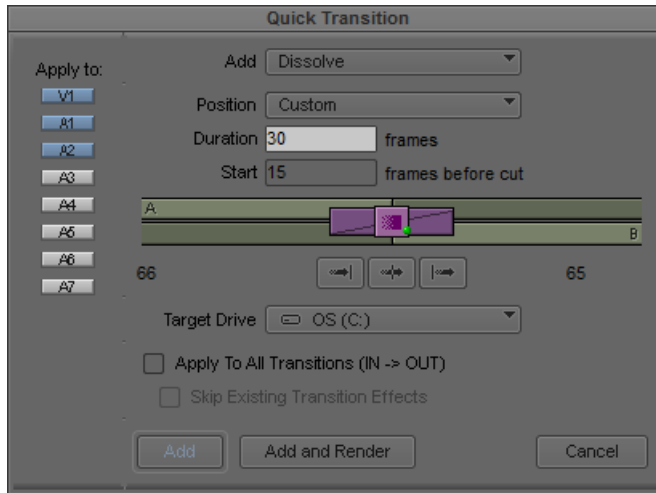 Quick Transition
Apply to:
V1
A1
A2
A3
A4
A5
A6
A7
Add Dissolve
Position Custom
Duration 30 frames
Start 15 frames before cut
A
B
66 65
Target Drive OS (C:)
Apply To All Transitions (IN -> OUT)
Skip Existing Transition Effects
Add Add and Render Cancel